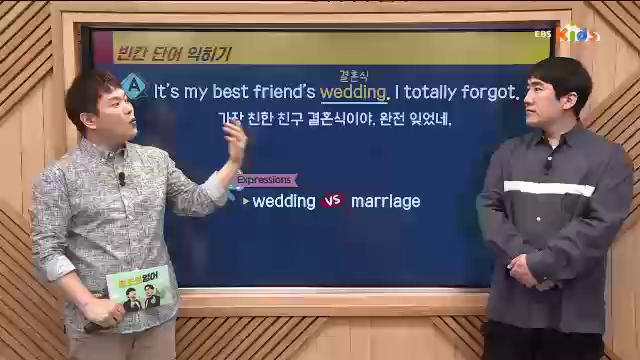 EBS Kids
빈칸 단어 익히기
결혼식
A It's my best friend's wedding. I totally forgot.
가장 친한 친구 결혼식이야. 완전 잊었네.
Expressions
wedding VS marriage